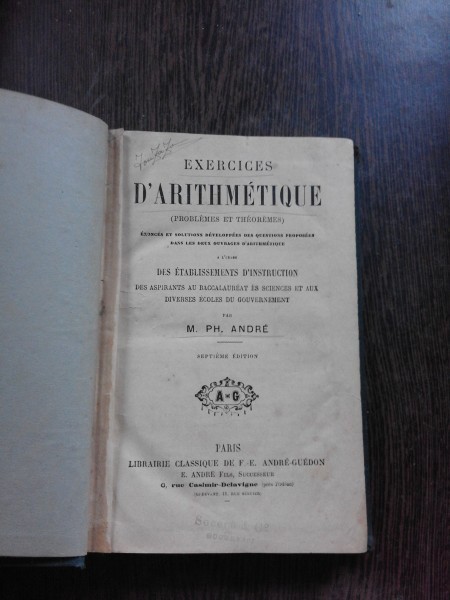 EXERCICES
D'ARITHMÉTIQUE
(PROBLÈMES ET THÉORÈMES)
ÉNONCÉS ET SOLUTIONS DÉVELOPPÉES DES QUESTIONS PROPOSÉES
DANS LES DEUX OUVRAGES D'ARITHMÉTIQUE
A L'USAGE
DES ÉTABLISSEMENTS D'INSTRUCTION
DES ASPIRANTS AU BACCALAURÉAT ÈS SCIENCES ET AUX
DIVERSES ÉCOLES DU GOUVERNEMENT
PAR
M. PH. ANDRÉ
SEPTIÈME ÉDITION
A G
PARIS
LIBRAIRIE CLASSIQUE DE F.-E. ANDRÉ-GUÉDON
E. ANDRÉ Fils, Successeur
6, rue Casimir-Delavigne (près l'Odéon)